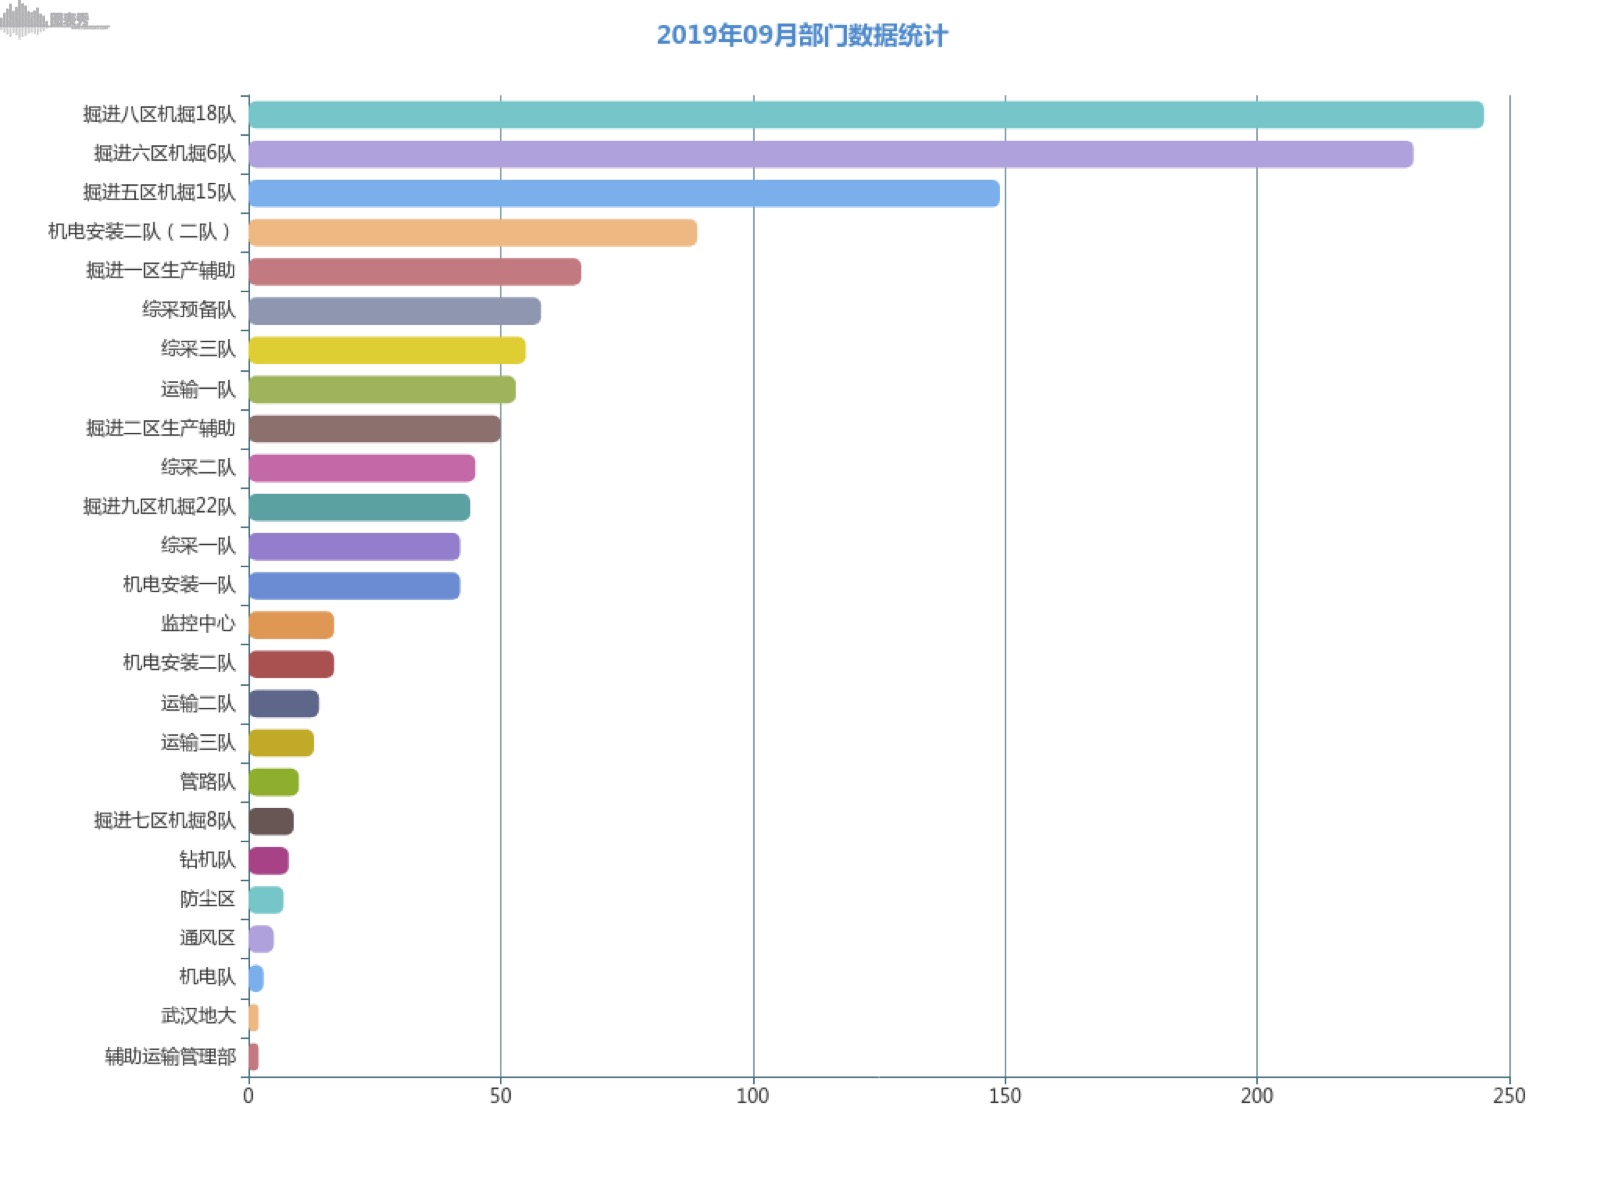 图表秀
2019年09月部门数据统计
掘进八区机掘18队
掘进六区机掘6队
掘进五区机掘15队
机电安装二队（二队）
掘进一区生产辅助
综采预备队
综采三队
运输一队
掘进二区生产辅助
综采二队
掘进九区机掘22队
综采一队
机电安装一队
监控中心
机电安装二队
运输二队
运输三队
管路队
掘进七区机掘8队
钻机队
防尘区
通风区
机电队
武汉地大
辅助运输管理部
0 50 100 150 200 250